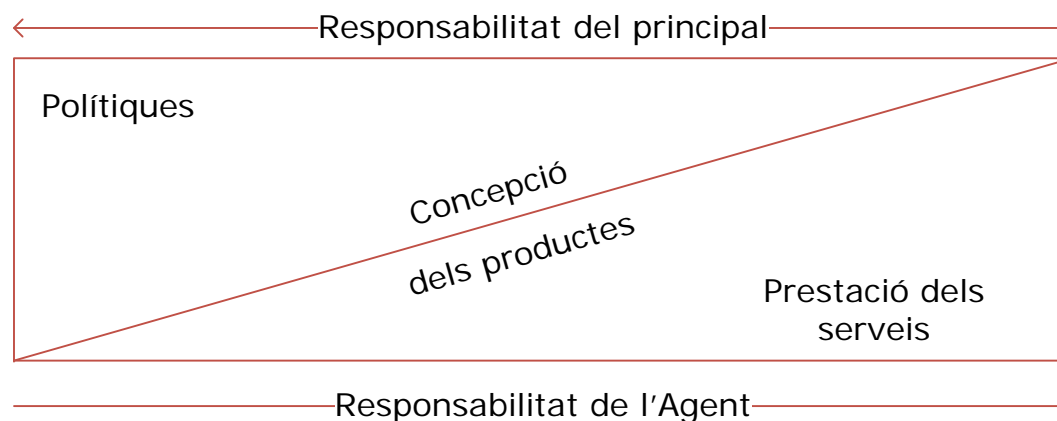 Responsabilitat del principal
Polítiques
Concepció
dels productes
Prestació dels
serveis
Responsabilitat de l'Agent